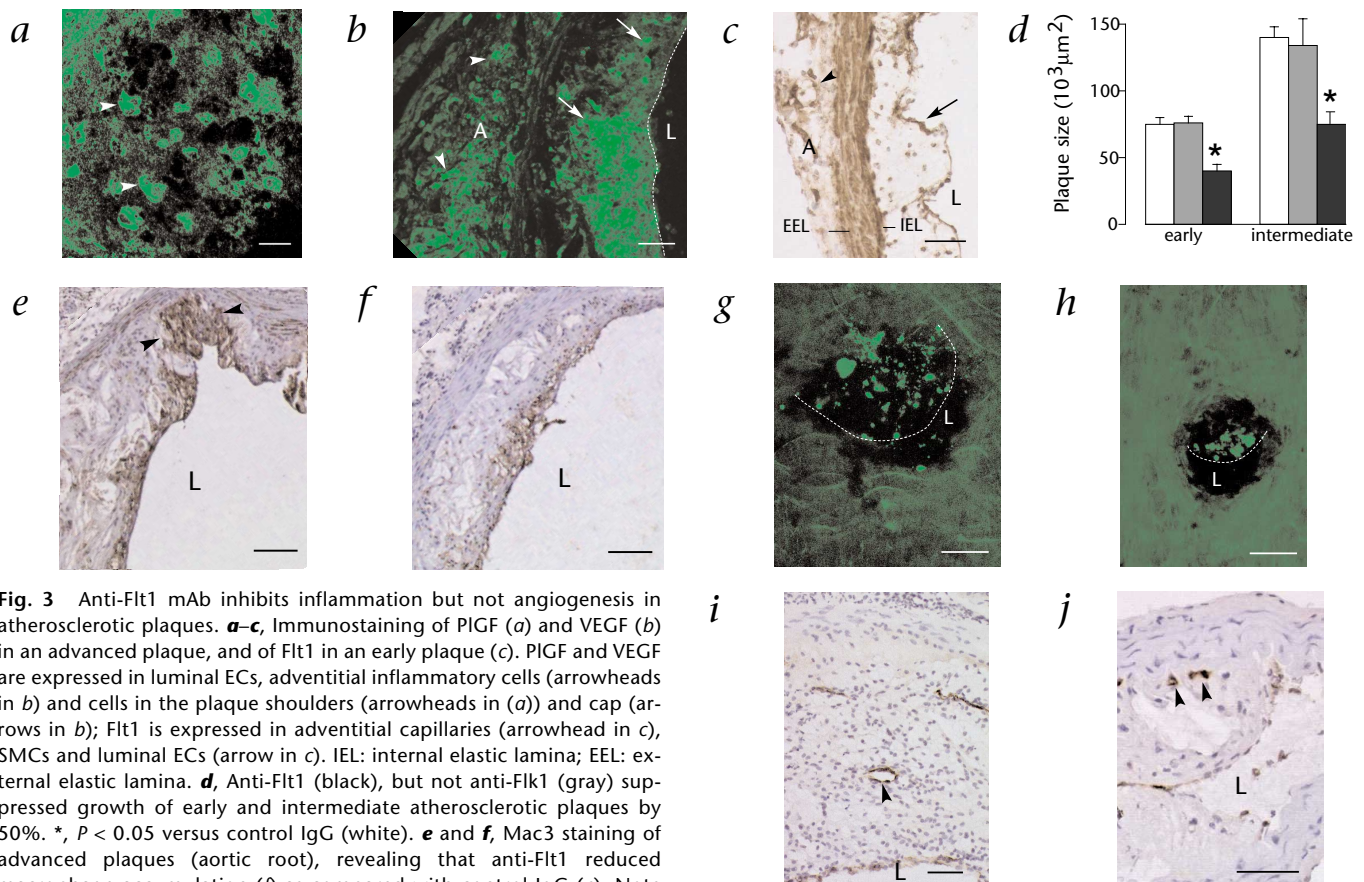 a
b
c
d
A
L
A
L
EEL
IEL
Plaque size (10³μm²)
150
100
50
0
*
*
early
intermediate
e
f
g
h
L
L
L
L
Fig. 3 Anti-Flt1 mAb inhibits inflammation but not angiogenesis in
atherosclerotic plaques. a–c, Immunostaining of PlGF (a) and VEGF (b)
in an advanced plaque, and of Flt1 in an early plaque (c). PlGF and VEGF
are expressed in luminal ECs, adventitial inflammatory cells (arrowheads
in b) and cells in the plaque shoulders (arrowheads in (a)) and cap (ar-
rows in b); Flt1 is expressed in adventitial capillaries (arrowhead in c),
SMCs and luminal ECs (arrow in c). IEL: internal elastic lamina; EEL: ex-
ternal elastic lamina. d, Anti-Flt1 (black), but not anti-Flk1 (gray) sup-
pressed growth of early and intermediate atherosclerotic plaques by
50%. *, P < 0.05 versus control IgG (white). e and f, Mac3 staining of
advanced plaques (aortic root), revealing that anti-Flt1 reduced
i
j
L
L